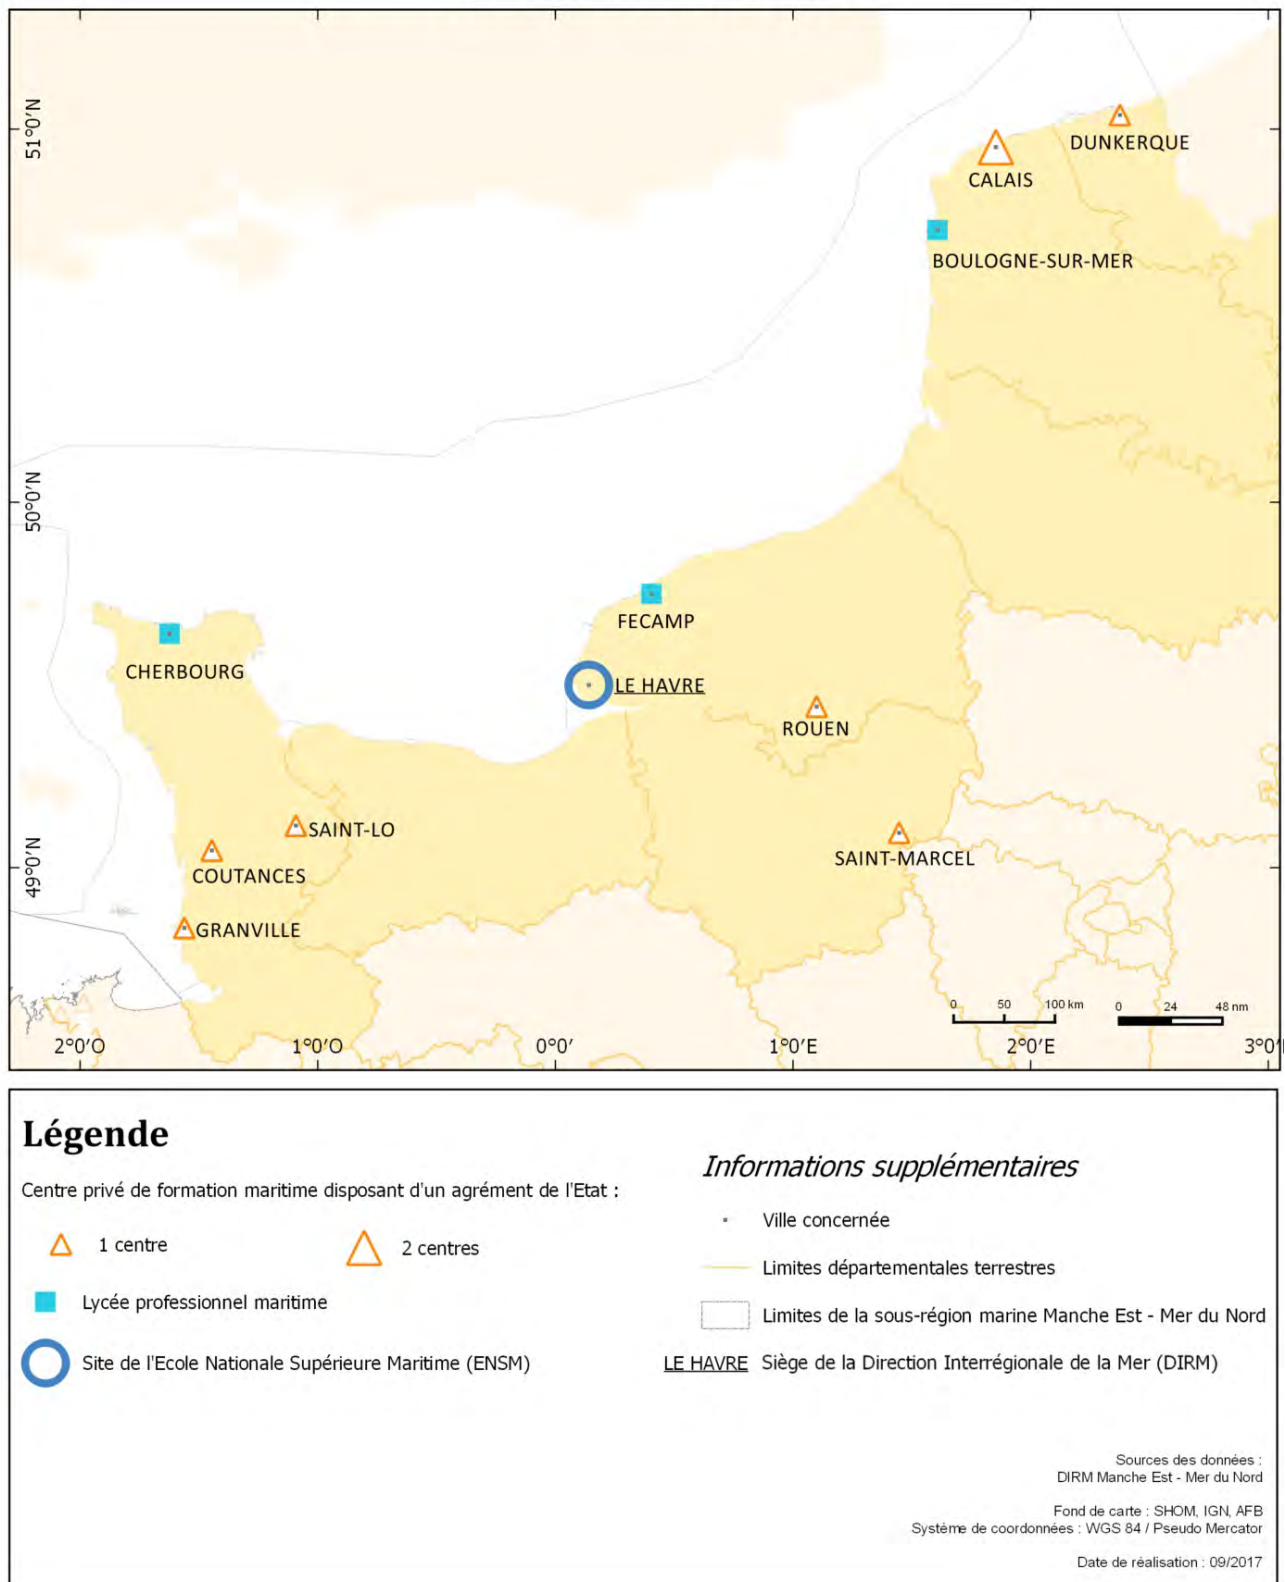 51°0'N
DUNKERQUE
CALAIS
BOULOGNE-SUR-MER
50°0'N
FECAMP
CHERBOURG
LE HAVRE
ROUEN
SAINT-LO
SAINT-MARCEL
49°0'N
COUTANCES
GRANVILLE
0 50 100 km 0 24 48 nm
2°0'O 1°0'O 0°0' 1°0'E 2°0'E 3°0'
Légende
Centre privé de formation maritime disposant d'un agrément de l'Etat :
1 centre 2 centres
Lycée professionnel maritime
Site de l'Ecole Nationale Supérieure Maritime (ENSM)
Informations supplémentaires
Ville concernée
Limites départementales terrestres
Limites de la sous-région marine Manche Est - Mer du Nord
LE HAVRE Siège de la Direction Interrégionale de la Mer (DIRM)
Sources des données :
DIRM Manche Est - Mer du Nord
Fond de carte : SHOM, IGN, AFB
Système de coordonnées : WGS 84 / Pseudo Mercator
Date de réalisation : 09/2017